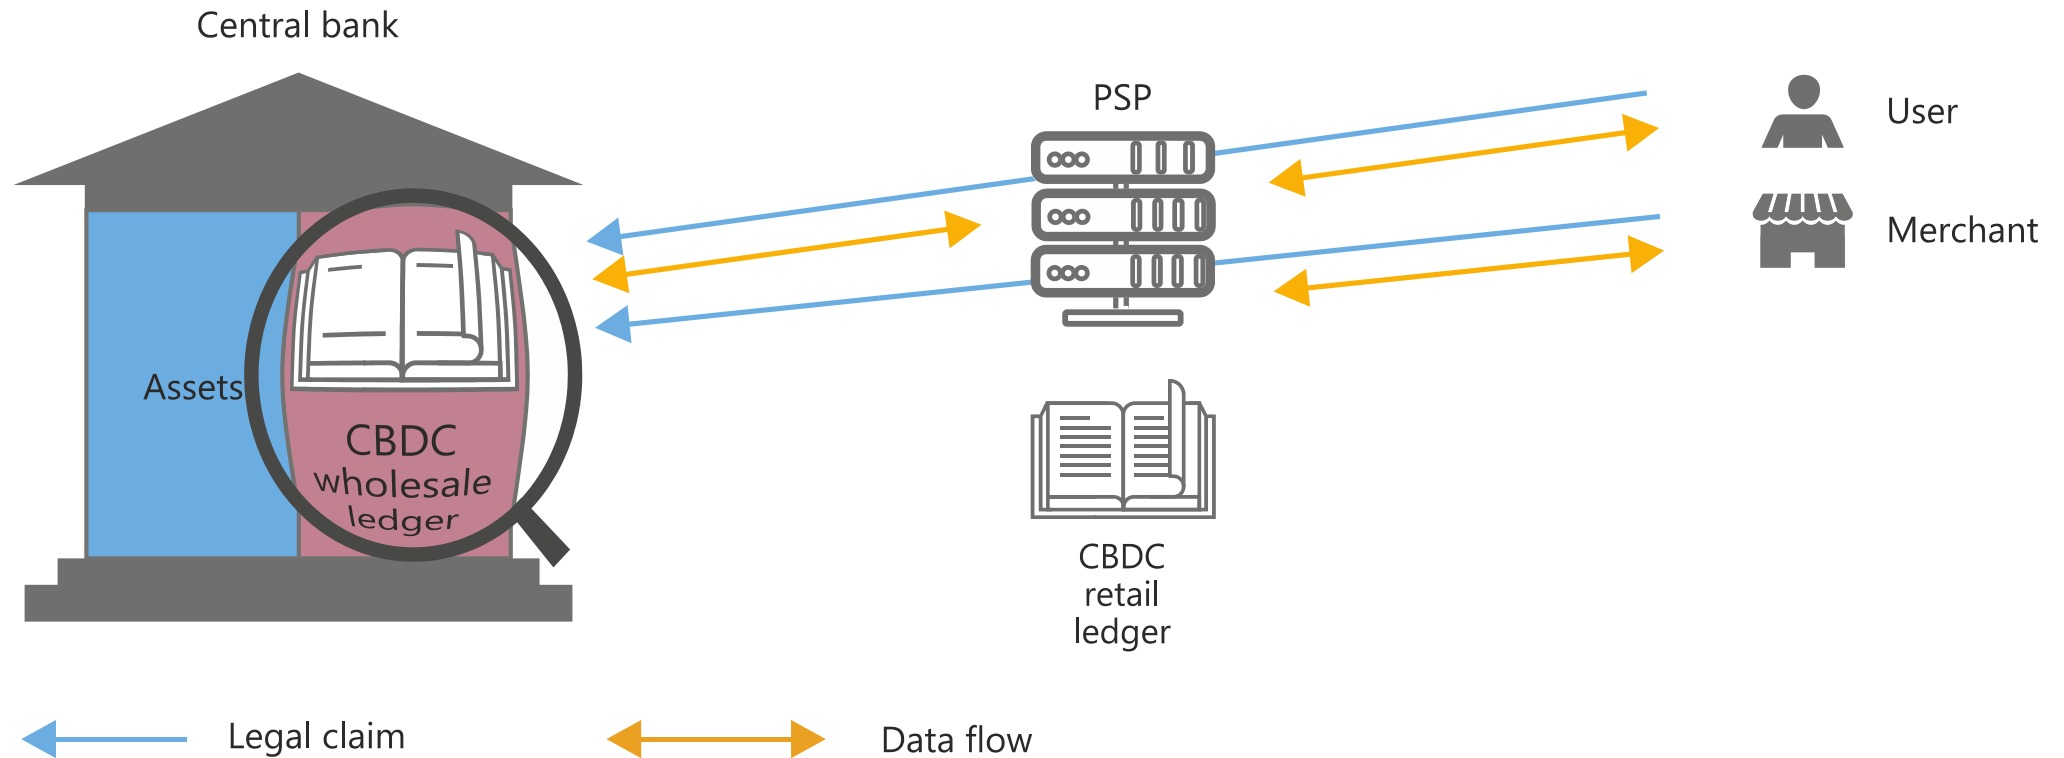 Central bank
PSP
User
Merchant
Assets
CBDC
wholesale
ledger
CBDC
retail
ledger
Legal claim
Data flow